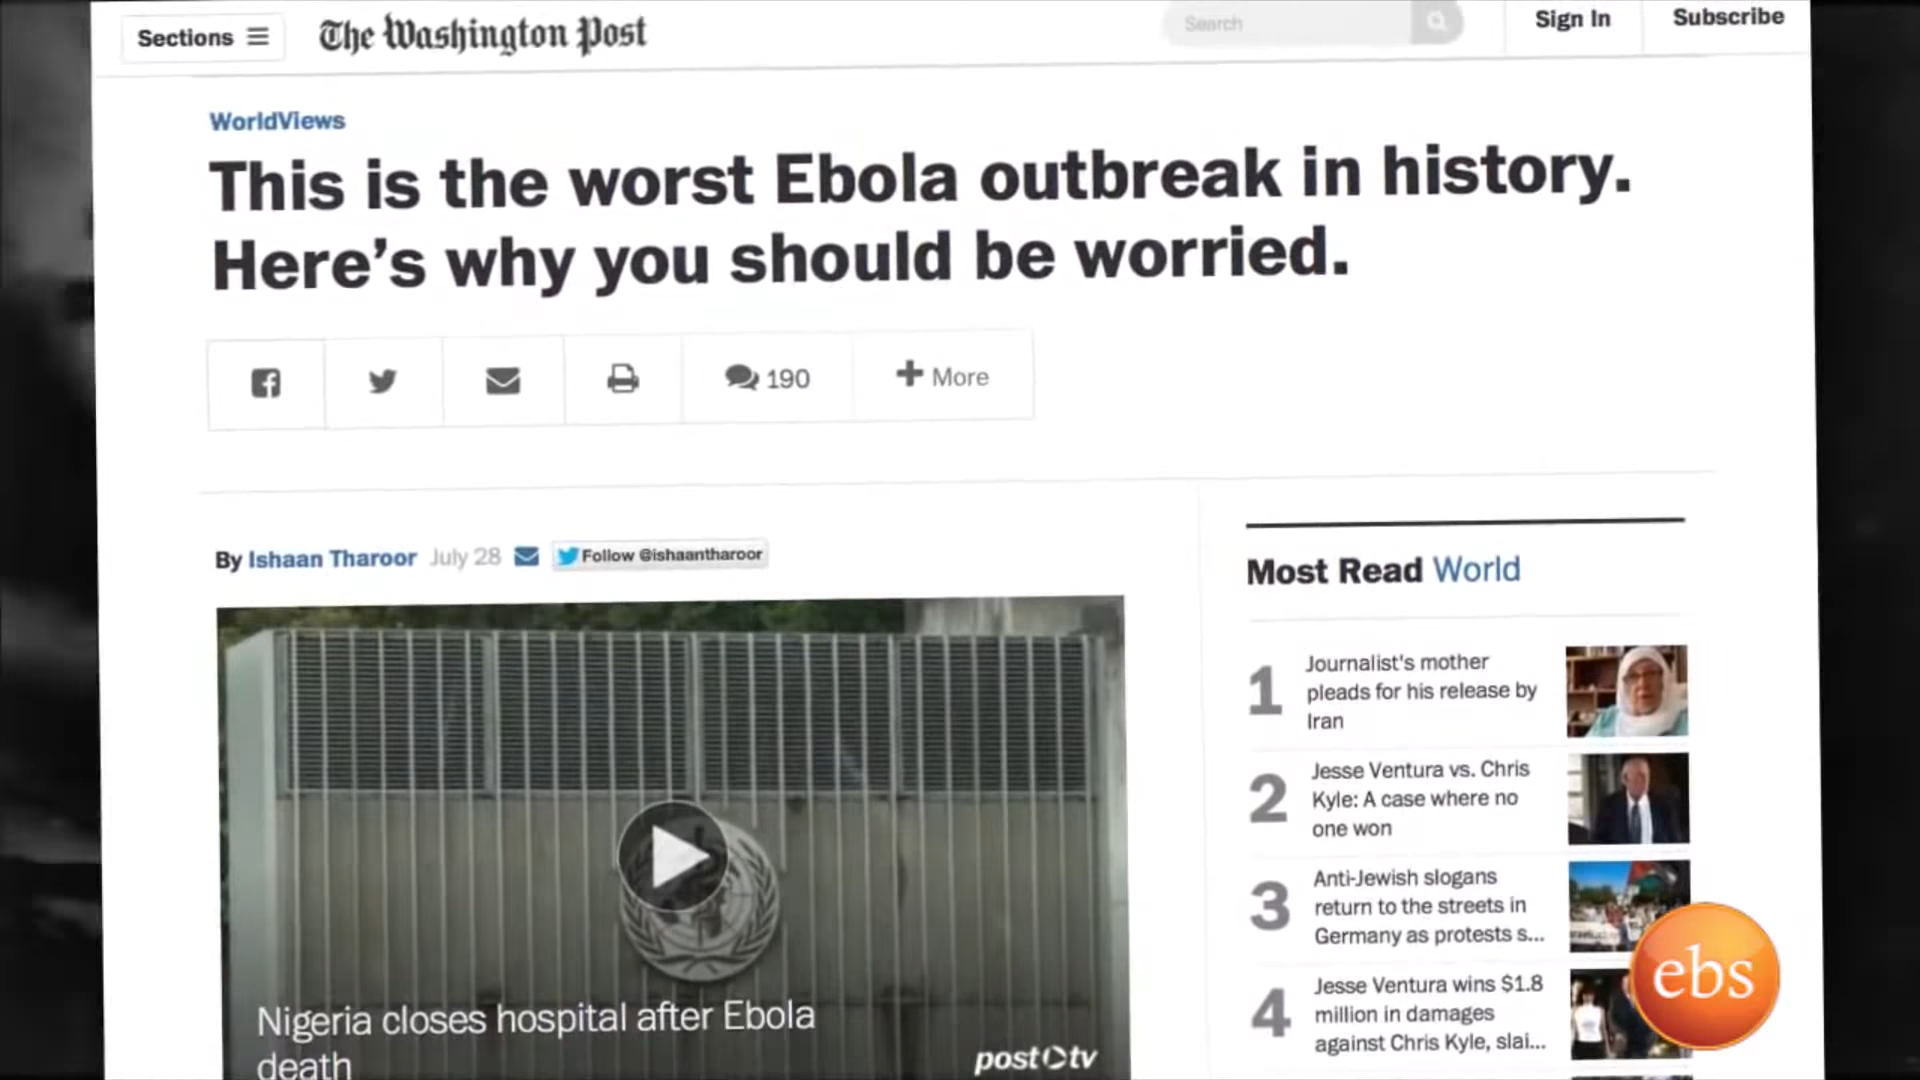 Sections
The Washington Post
Search
Sign In
Subscribe
WorldViews
This is the worst Ebola outbreak in history.
Here's why you should be worried.
190
More
By Ishaan Tharoor July 28
Follow @ishaantharoor
Nigeria closes hospital after Ebola
death
post tv
Most Read World
1
Journalist's mother
pleads for his release by
Iran
2
Jesse Ventura vs. Chris
Kyle: A case where no
one won
3
Anti-Jewish slogans
return to the streets in
Germany as protests s...
4
Jesse Ventura wins $1.8
million in damages
against Chris Kyle, slai...
ebs